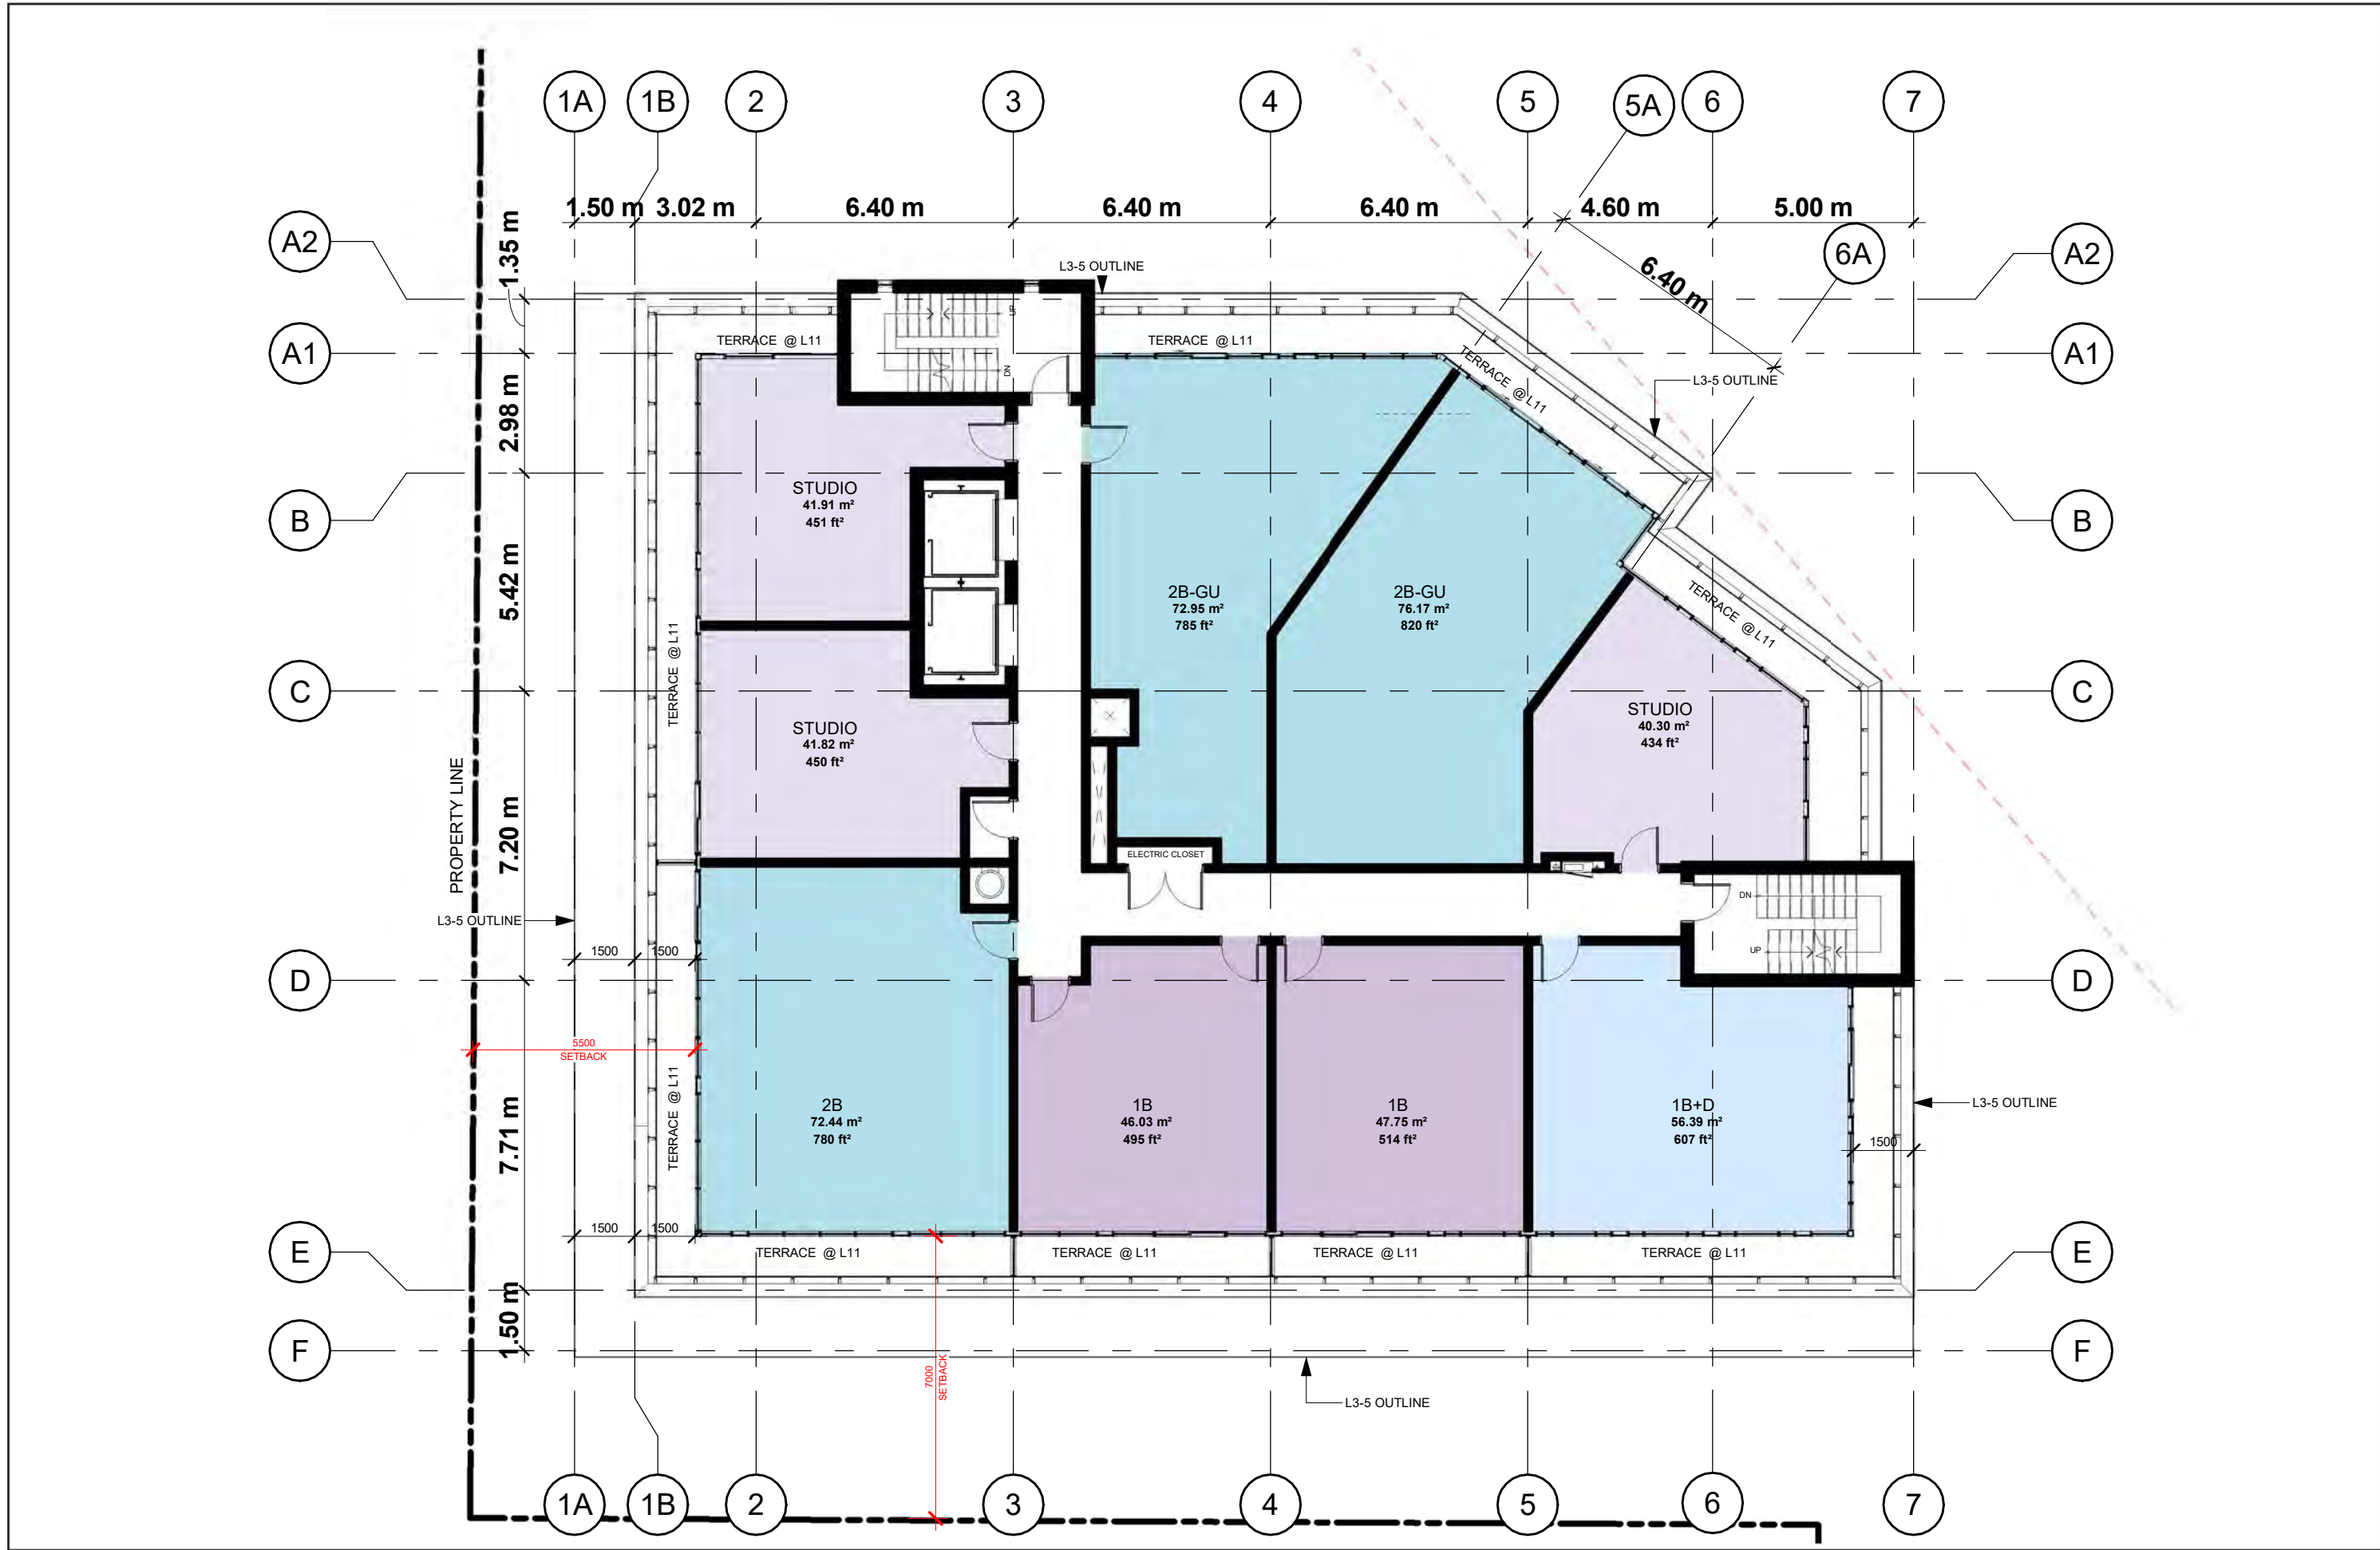 1A 1B 2 3 4 5 5A 6 7
1.50 m 3.02 m 6.40 m 6.40 m 6.40 m 4.60 m 5.00 m
A2 1.35 m L3-5 OUTLINE 6.40 m 6A A2
A1 TERRACE @ L11 UP DN TERRACE @ L11 TERRACE @ L11 L3-5 OUTLINE A1
2.98 m
B B
STUDIO
41.91 m²
451 ft²
5.42 m
2B-GU
72.95 m²
785 ft²
2B-GU
76.17 m²
820 ft²
TERRACE @ L11
TERRACE @ L11
C C
STUDIO
41.82 m²
450 ft²
STUDIO
40.30 m²
434 ft²
PROPERTY LINE
7.20 m
ELECTRIC CLOSET
DN
UP
L3-5 OUTLINE
1500 1500
D D
5500
SETBACK
TERRACE @ L11
7.71 m
2B
72.44 m²
780 ft²
1B
46.03 m²
495 ft²
1B
47.75 m²
514 ft²
1B+D
56.39 m²
607 ft²
L3-5 OUTLINE
1500
1500 1500
E TERRACE @ L11 TERRACE @ L11 TERRACE @ L11 TERRACE @ L11 E
1.50 m
F F
7000
SETBACK
L3-5 OUTLINE
1A 1B 2 3 4 5 6 7